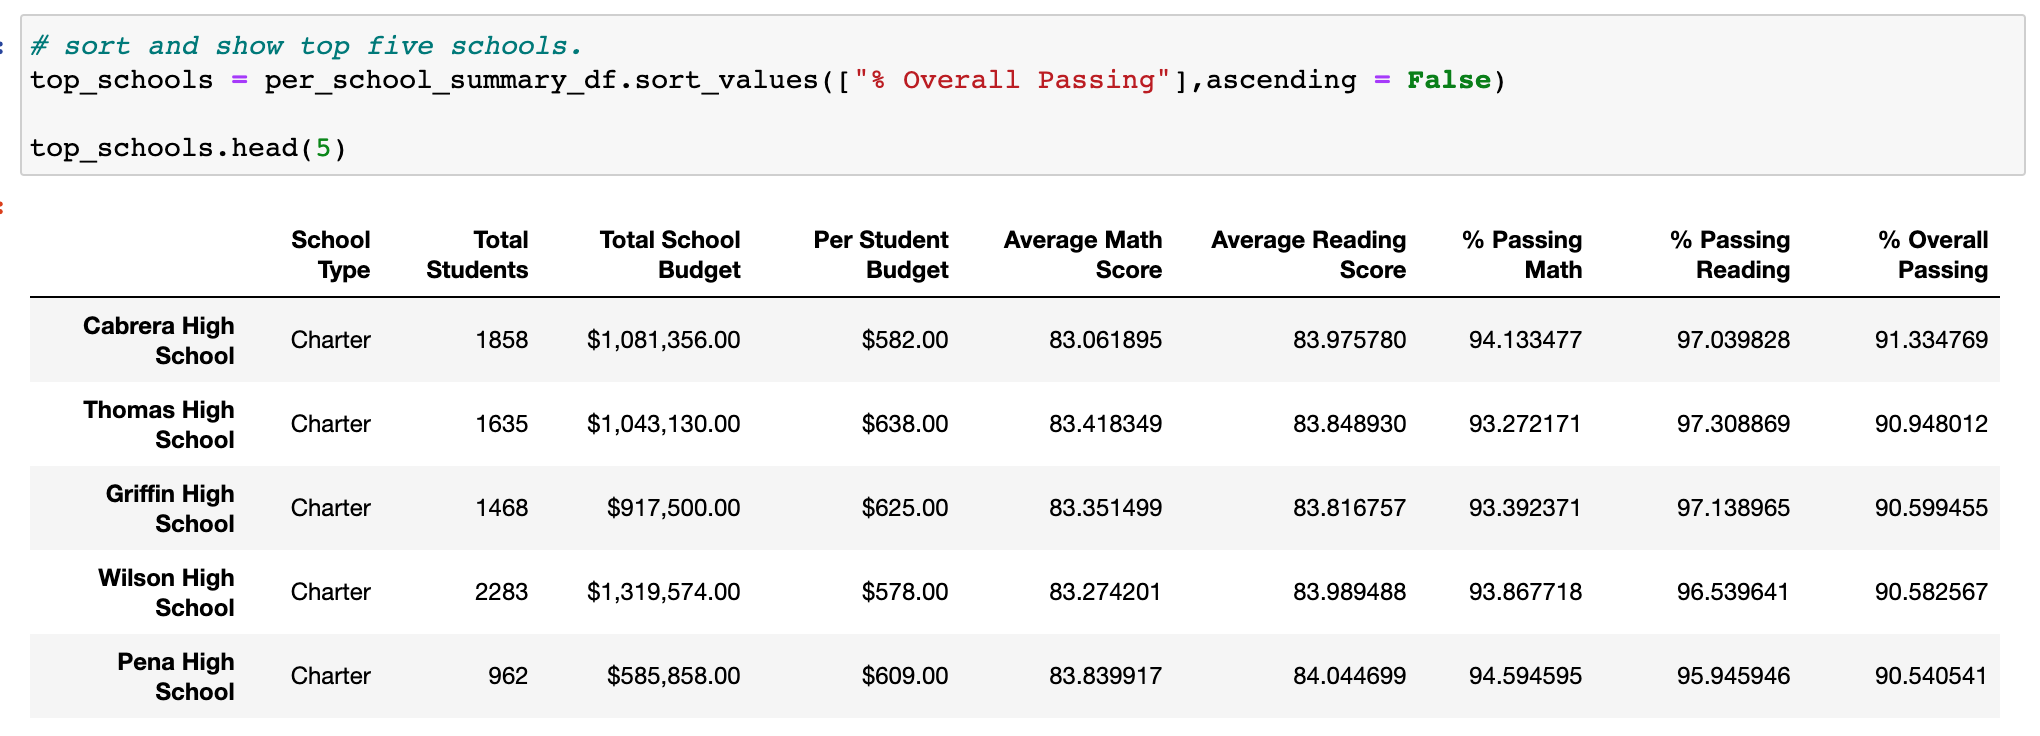 # sort and show top five schools.
top_schools = per_school_summary_df.sort_values(["% Overall Passing"],ascending = False)
top_schools.head(5)
School Type Total Students Total School Budget Per Student Budget Average Math Score Average Reading Score % Passing Math % Passing Reading % Overall Passing
Cabrera High School Charter 1858 $1,081,356.00 $582.00 83.061895 83.975780 94.133477 97.039828 91.334769
Thomas High School Charter 1635 $1,043,130.00 $638.00 83.418349 83.848930 93.272171 97.308869 90.948012
Griffin High School Charter 1468 $917,500.00 $625.00 83.351499 83.816757 93.392371 97.138965 90.599455
Wilson High School Charter 2283 $1,319,574.00 $578.00 83.274201 83.989488 93.867718 96.539641 90.582567
Pena High School Charter 962 $585,858.00 $609.00 83.839917 84.044699 94.594595 95.945946 90.540541